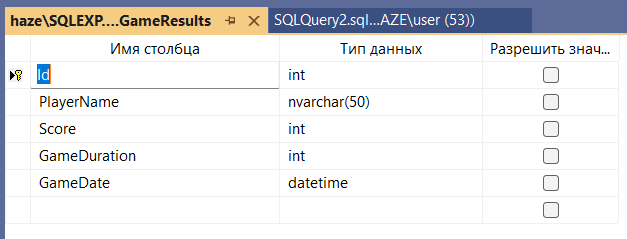 haze\SQLEXP....GameResults SQLQuery2.sql...AZE\user (53))
Имя столбца Тип данных Разрешить знач...
Id int
PlayerName nvarchar(50)
Score int
GameDuration int
GameDate datetime